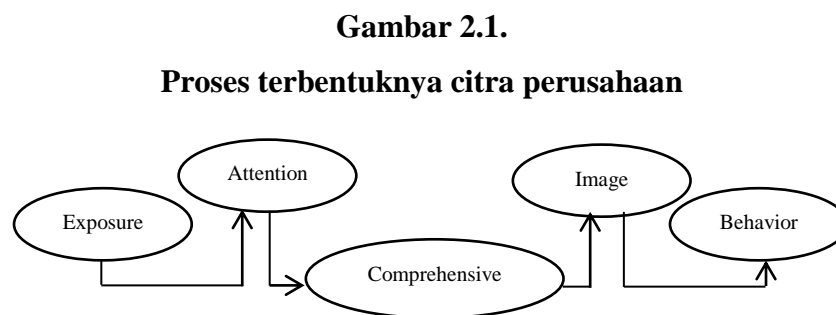 Gambar 2.1.
Proses terbentuknya citra perusahaan
Exposure
Attention
Comprehensive
Image
Behavior